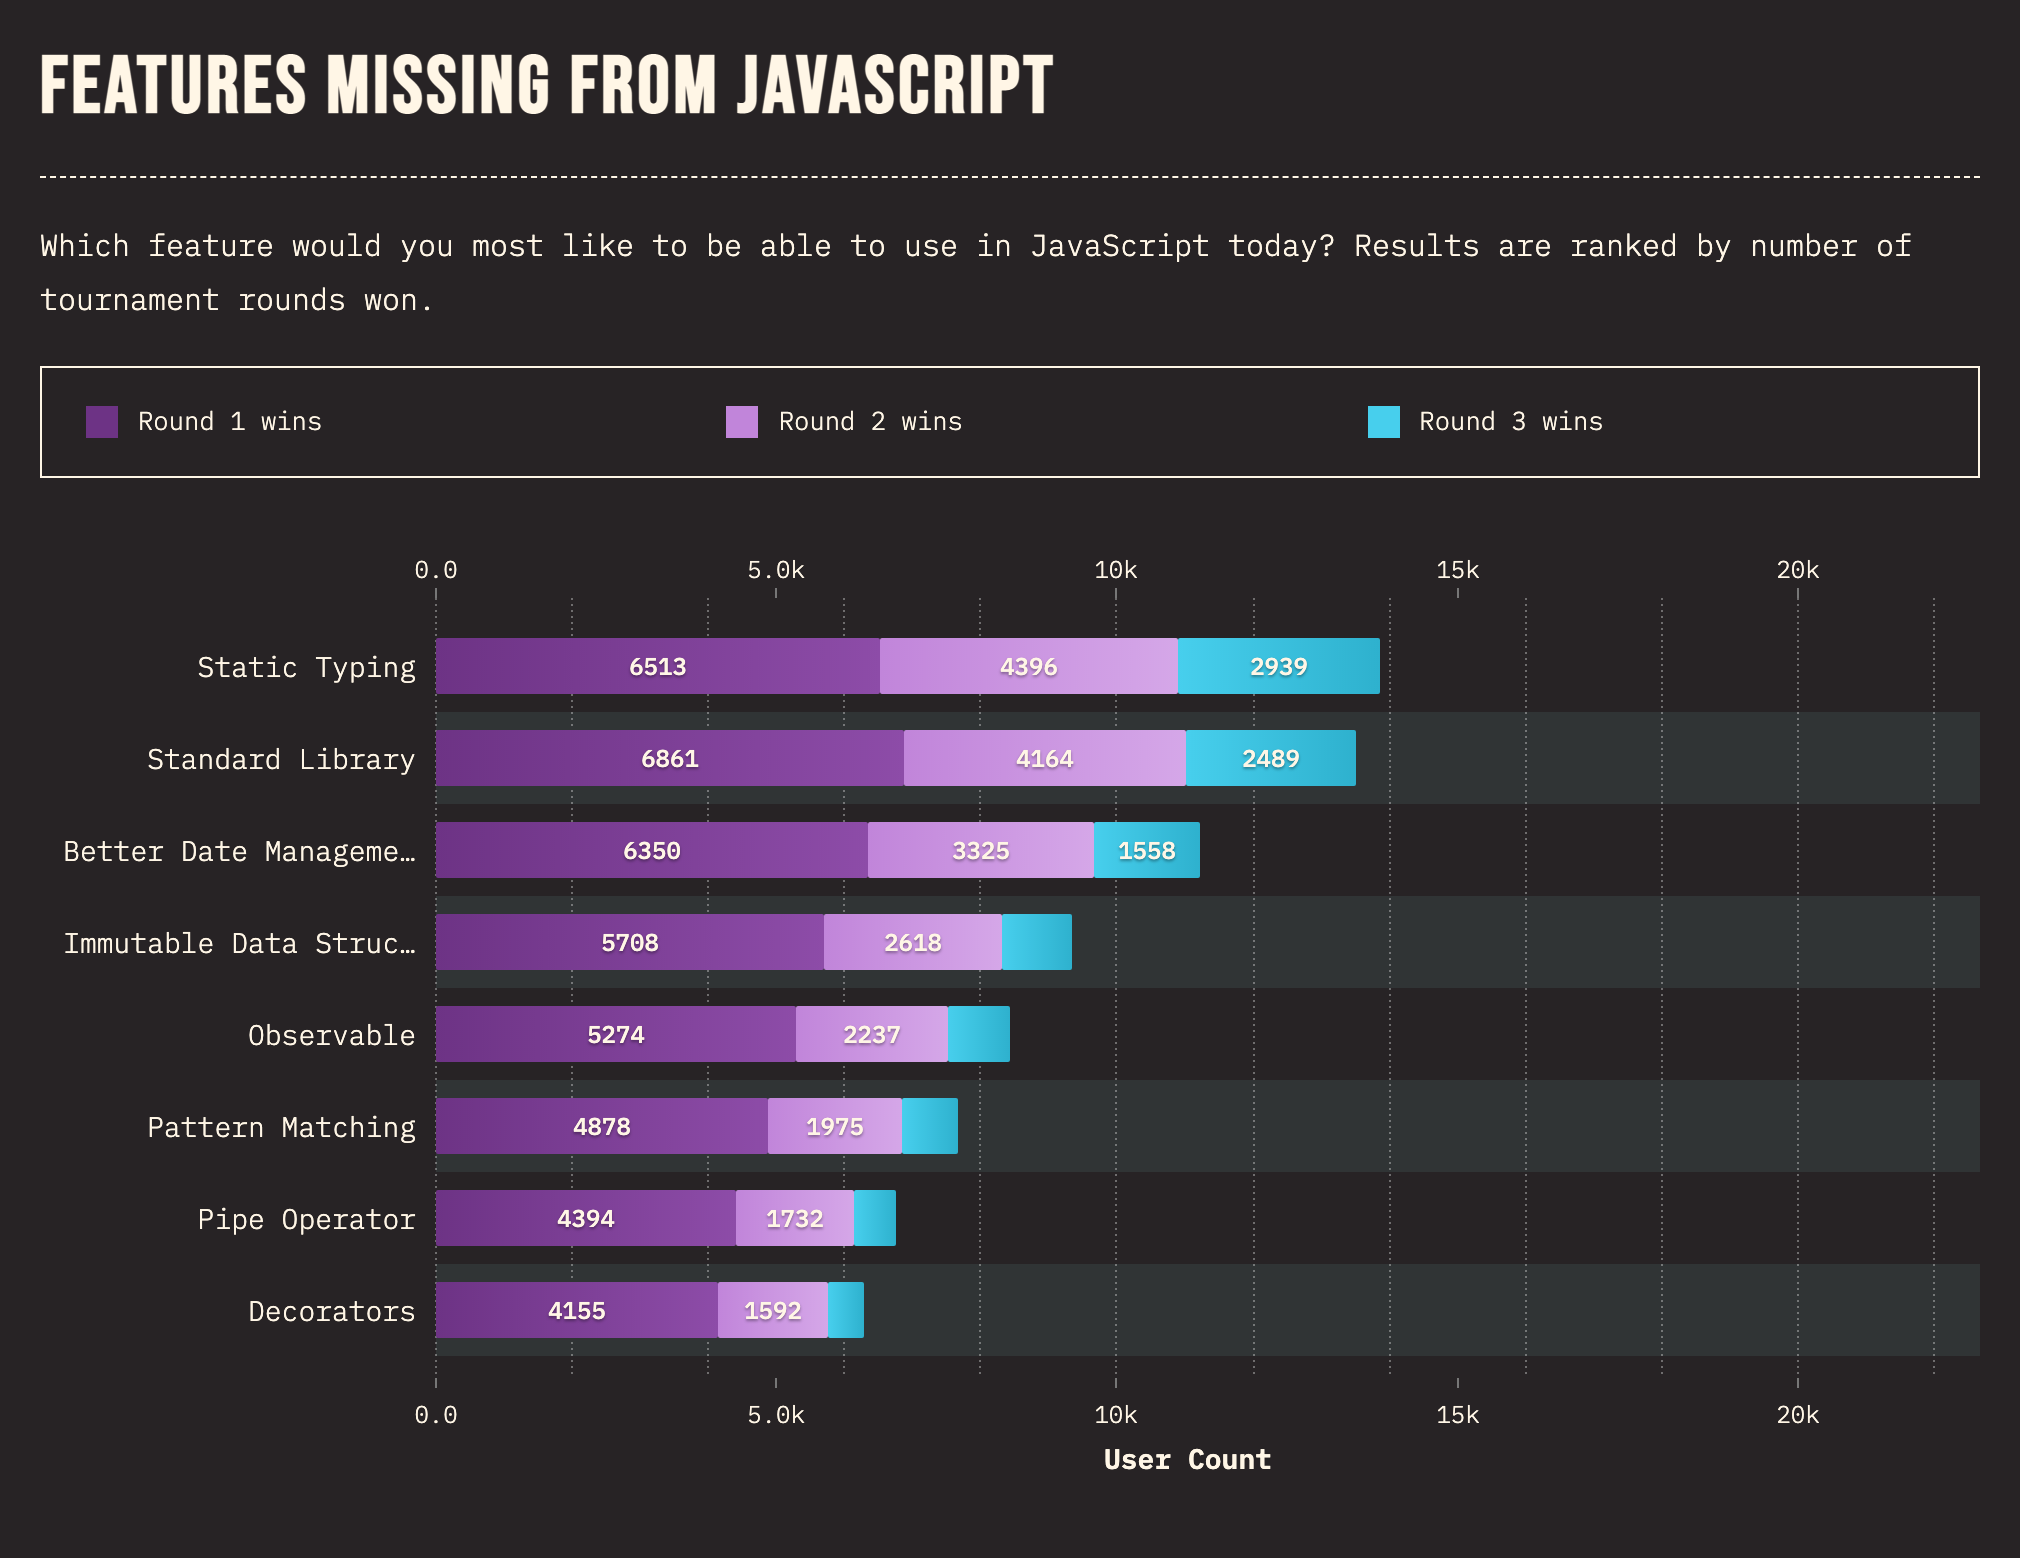 FEATURES MISSING FROM JAVASCRIPT
Which feature would you most like to be able to use in JavaScript today? Results are ranked by number of
tournament rounds won.
Round 1 wins Round 2 wins Round 3 wins
0.0 5.0k 10k 15k 20k
Static Typing 6513 4396 2939
Standard Library 6861 4164 2489
Better Date Manageme… 6350 3325 1558
Immutable Data Struc… 5708 2618
Observable 5274 2237
Pattern Matching 4878 1975
Pipe Operator 4394 1732
Decorators 4155 1592
0.0 5.0k 10k 15k 20k
User Count